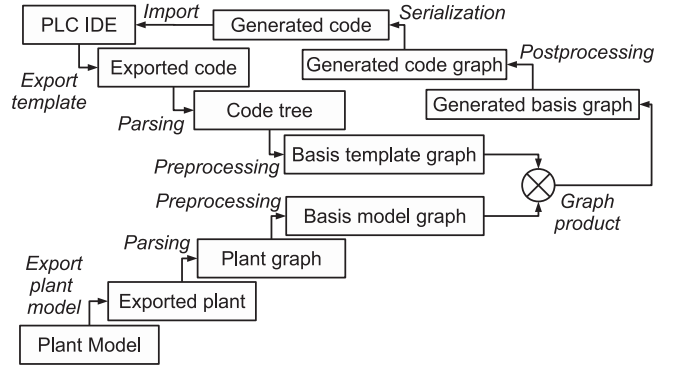 PLC IDE
Import
Generated code
Serialization
Export
template
Exported code
Generated code graph
Postprocessing
Parsing
Code tree
Generated basis graph
Preprocessing
Basis template graph
Preprocessing
Basis model graph
Graph
product
Parsing
Plant graph
Export
plant
model
Exported plant
Plant Model